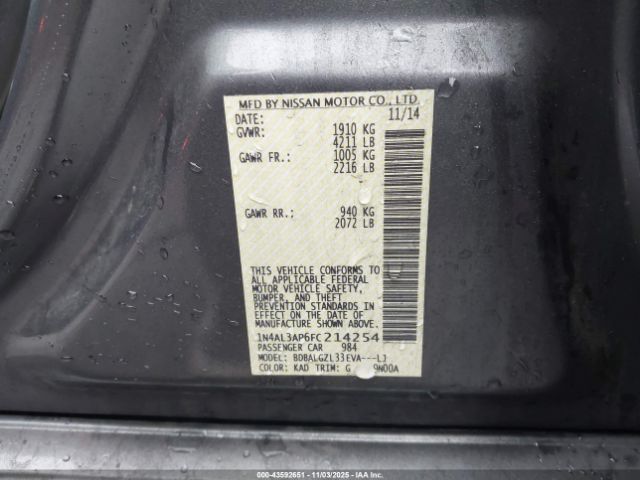 MFD BY NISSAN MOTOR CO., LTD.
DATE: 11/14
GVWR: 1910 KG
4211 LB
GAWR FR.: 1005 KG
2216 LB
GAWR RR.: 940 KG
2072 LB
THIS VEHICLE CONFORMS TO
ALL APPLICABLE FEDERAL
MOTOR VEHICLE SAFETY,
BUMPER, AND THEFT
PREVENTION STANDARDS IN
EFFECT ON THE DATE OF
MANUFACTURE SHOWN ABOVE.
1N4AL3AP6FC214254
PASSENGER CAR 984
MODEL: BDBALGZL33EVA---LJ
COLOR: KAD TRIM: G 9N00A
000-43592651 - 11/03/2025 - COPYRIGHT IAA, LLC.